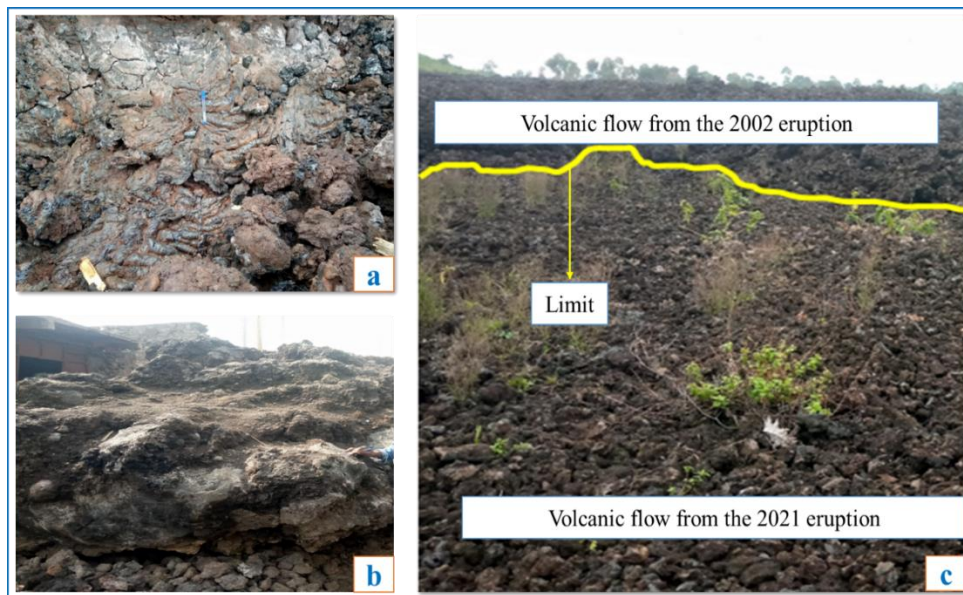 a
b
Volcanic flow from the 2002 eruption
Limit
Volcanic flow from the 2021 eruption
c